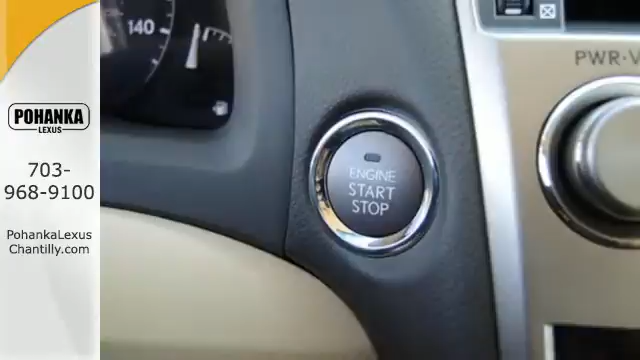 POHANKA
LEXUS
703-
968-9100
PohankaLexus
Chantilly.com
140
ENGINE
START
STOP
PWR-V